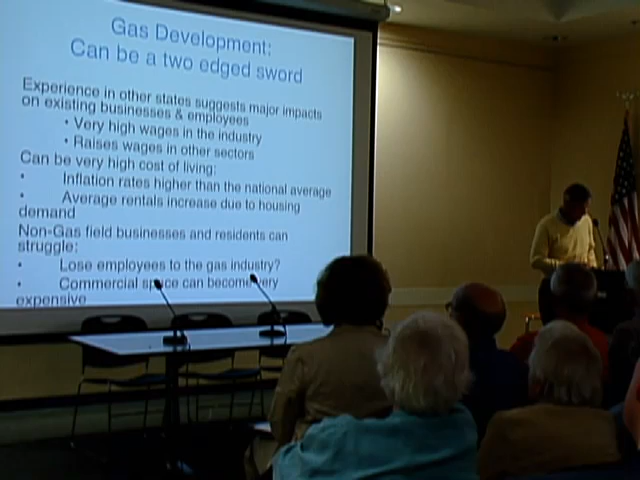 Gas Development:
Can be a two edged sword
Experience in other states suggests major impacts
on existing businesses & employees
• Very high wages in the industry
• Raises wages in other sectors
Can be very high cost of living:
• Inflation rates higher than the national average
• Average rentals increase due to housing
demand
Non-Gas field businesses and residents can
struggle:
• Lose employees to the gas industry?
• Commercial space can become very
expensive